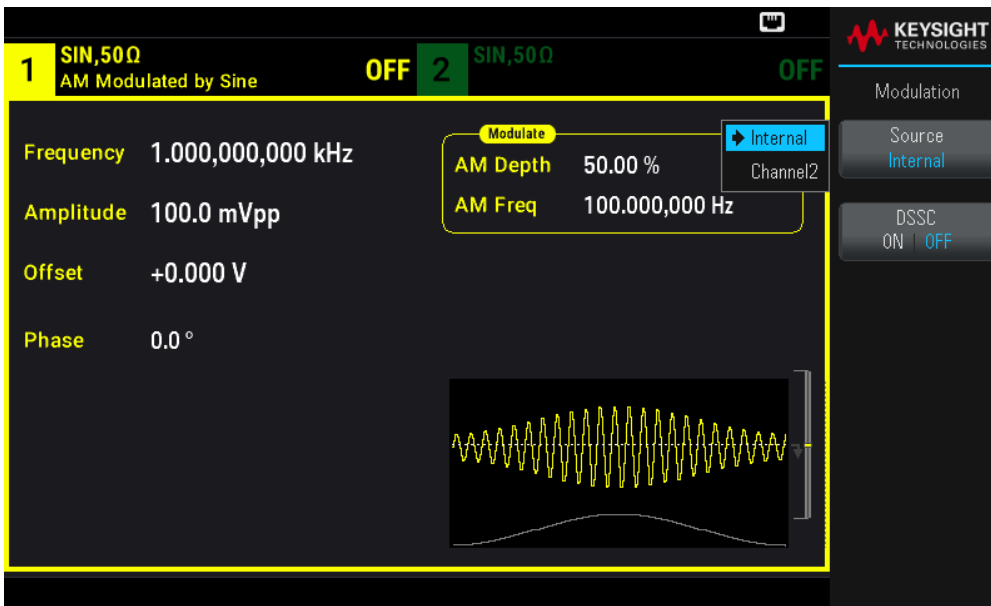 KEYSIGHT
TECHNOLOGIES
1
SIN,50Ω
AM Modulated by Sine
OFF
2
SIN,50Ω
OFF
Modulation
Frequency 1.000,000,000 kHz
Amplitude 100.0 mVpp
Offset +0.000 V
Phase 0.0 °
Modulate
AM Depth 50.00 %
AM Freq 100.000,000 Hz
Internal
Channel2
Source
Internal
DSSC
ON | OFF